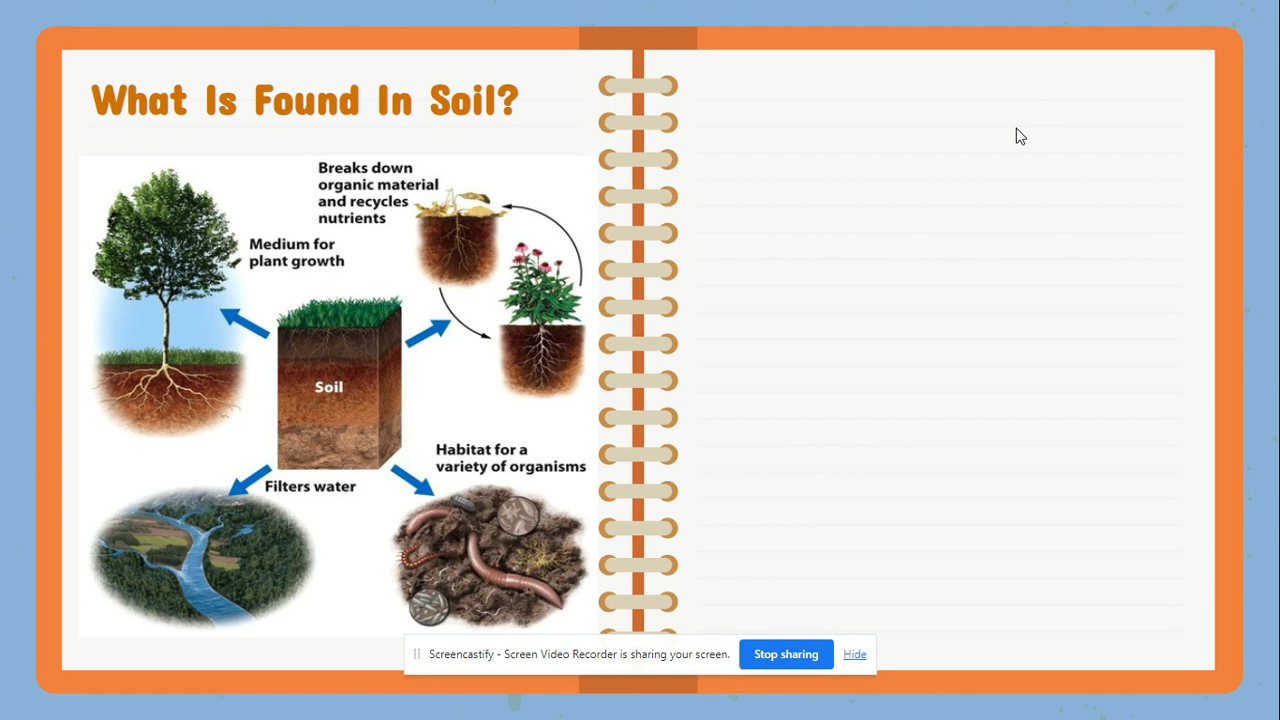 What Is Found In Soil?
Breaks down
organic material
and recycles
nutrients
Medium for
plant growth
Soil
Habitat for a
variety of organisms
Filters water
Screencastify - Screen Video Recorder is sharing your screen.
Stop sharing
Hide